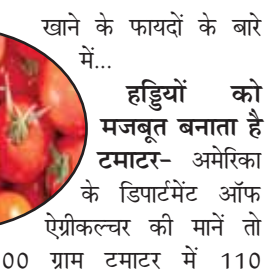 खाने के फायदों के बारे
में...
हड्डियों को
मजबूत बनाता है
टमाटर- अमेरिका
के डिपार्टमेंट ऑफ
ऐग्रीकल्चर की मानें तो
00 ग्राम टमाटर में 110